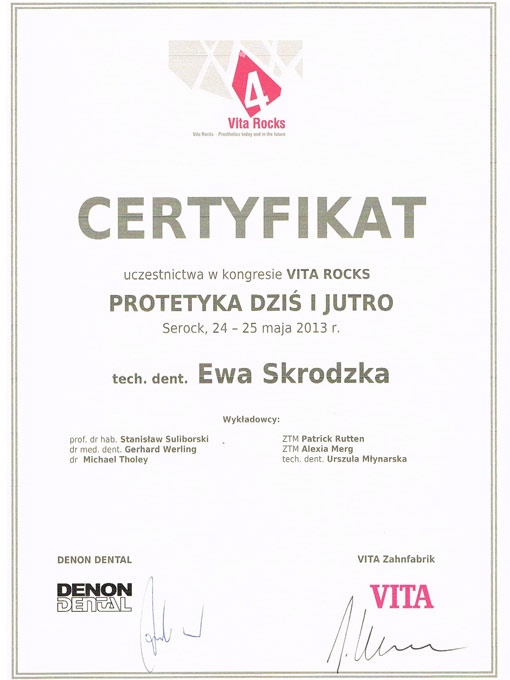 4
Vita Rocks
Vita Rocks - Prosthetics today and in the future
CERTYFIKAT
uczestnictwa w kongresie VITA ROCKS
PROTETYKA DZIŚ I JUTRO
Serock, 24 – 25 maja 2013 r.
tech. dent. Ewa Skrodzka
Wykładowcy:
prof. dr hab. Stanisław Suliborski
dr med. dent. Gerhard Werling
dr Michael Tholey
ZTM Patrick Rutten
ZTM Alexia Merg
tech. dent. Urszula Młynarska
DENON DENTAL
DENON
DENTAL
VITA Zahnfabrik
VITA